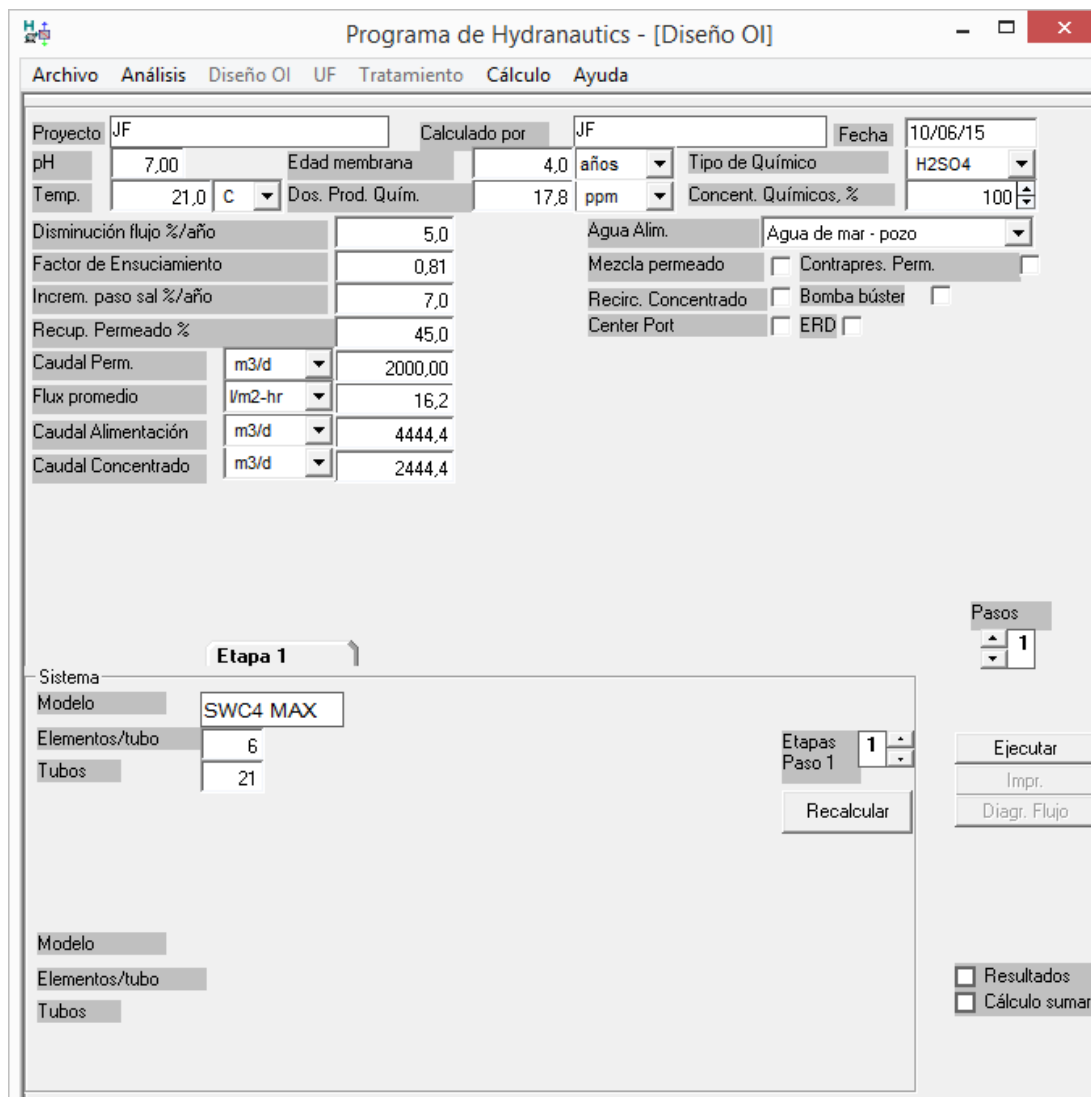 Programa de Hydranautics - [Diseño OI]
Archivo Análisis Diseño OI UF Tratamiento Cálculo Ayuda
Proyecto JF Calculado por JF Fecha 10/06/15
pH 7,00 Edad membrana 4,0 años Tipo de Químico H2SO4
Temp. 21,0 C Dos. Prod. Quím. 17,8 ppm Concent. Químicos, % 100
Disminución flujo %/año 5,0 Agua Alim. Agua de mar - pozo
Factor de Ensuciamiento 0,81 Mezcla permeado Contrapres. Perm.
Increm. paso sal %/año 7,0 Recirc. Concentrado Bomba búster
Recup. Permeado % 45,0 Center Port ERD
Caudal Perm. m3/d 2000,00
Flux promedio l/m2-hr 16,2
Caudal Alimentación m3/d 4444,4
Caudal Concentrado m3/d 2444,4
Pasos
1
Etapa 1
Sistema
Modelo SWC4 MAX
Elementos/tubo 6
Tubos 21
Etapas 1
Paso 1
Recalcular
Ejecutar
Impr.
Diagr. Flujo
Modelo
Elementos/tubo
Tubos
Resultados
Cálculo sumar